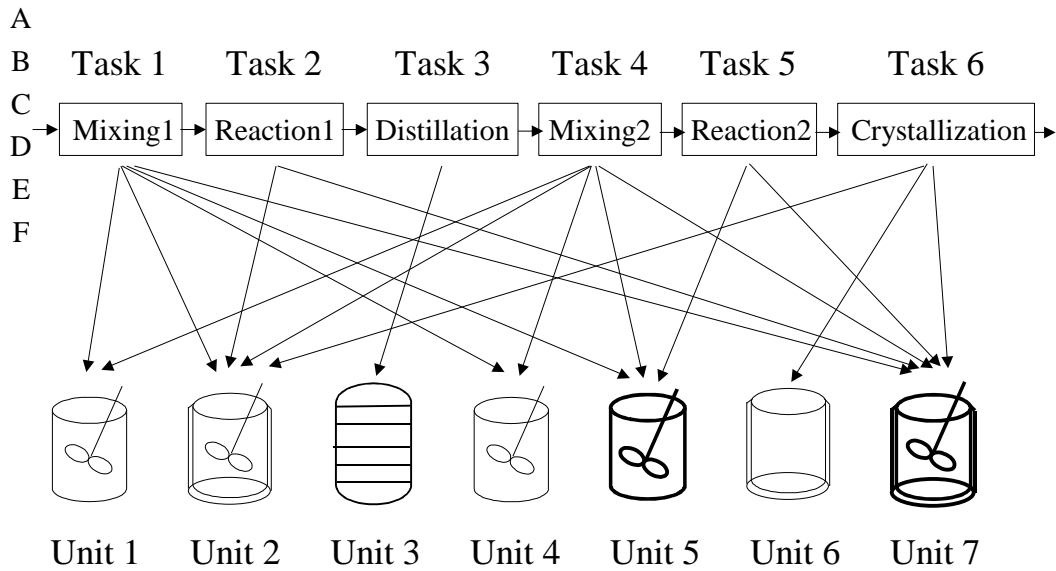 A
B
C
D
E
F
Task 1 Task 2 Task 3 Task 4 Task 5 Task 6
Mixing1 Reaction1 Distillation Mixing2 Reaction2 Crystallization
Unit 1 Unit 2 Unit 3 Unit 4 Unit 5 Unit 6 Unit 7